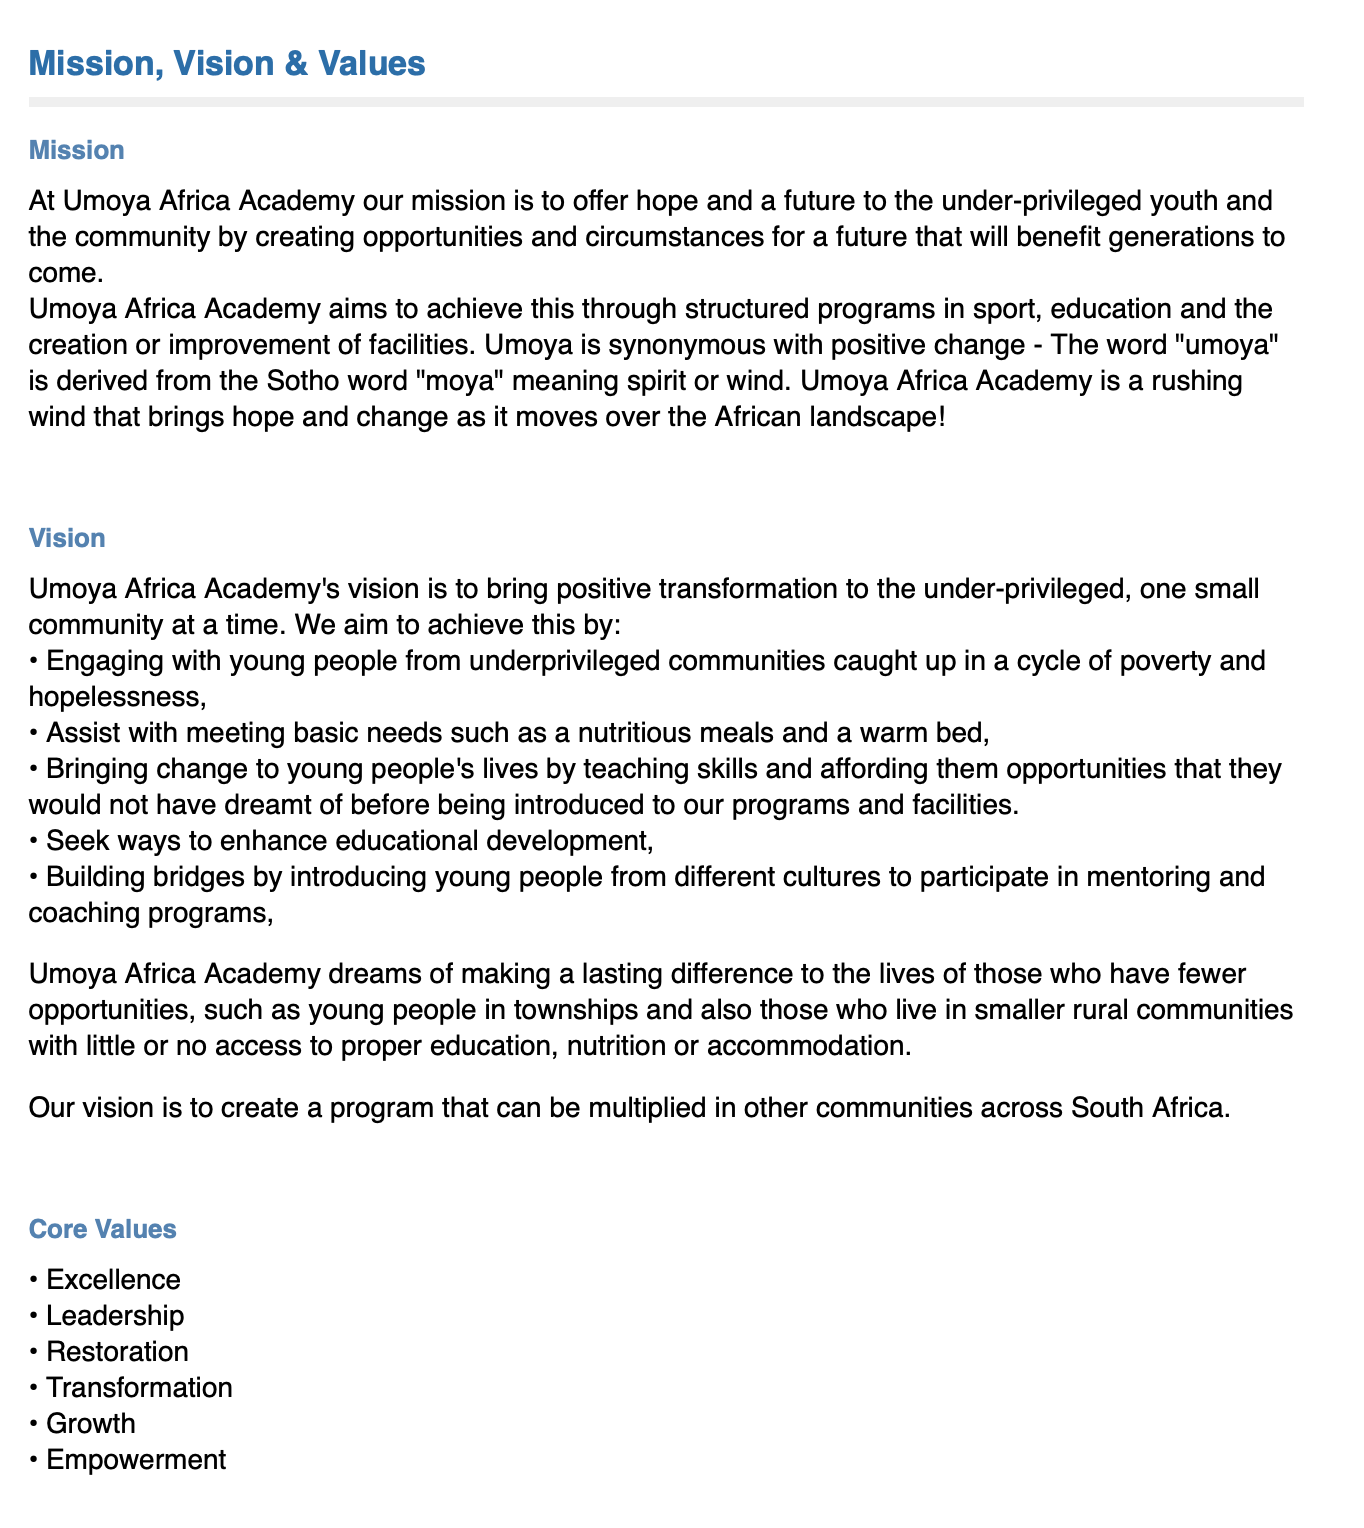 Mission, Vision & Values
Mission
At Umoya Africa Academy our mission is to offer hope and a future to the under-privileged youth and
the community by creating opportunities and circumstances for a future that will benefit generations to
come.
Umoya Africa Academy aims to achieve this through structured programs in sport, education and the
creation or improvement of facilities. Umoya is synonymous with positive change - The word "umoya"
is derived from the Sotho word "moya" meaning spirit or wind. Umoya Africa Academy is a rushing
wind that brings hope and change as it moves over the African landscape!
Vision
Umoya Africa Academy's vision is to bring positive transformation to the under-privileged, one small
community at a time. We aim to achieve this by:
• Engaging with young people from underprivileged communities caught up in a cycle of poverty and
hopelessness,
• Assist with meeting basic needs such as a nutritious meals and a warm bed,
• Bringing change to young people's lives by teaching skills and affording them opportunities that they
would not have dreamt of before being introduced to our programs and facilities.
• Seek ways to enhance educational development,
• Building bridges by introducing young people from different cultures to participate in mentoring and
coaching programs,
Umoya Africa Academy dreams of making a lasting difference to the lives of those who have fewer
opportunities, such as young people in townships and also those who live in smaller rural communities
with little or no access to proper education, nutrition or accommodation.
Our vision is to create a program that can be multiplied in other communities across South Africa.
Core Values
• Excellence
• Leadership
• Restoration
• Transformation
• Growth
• Empowerment